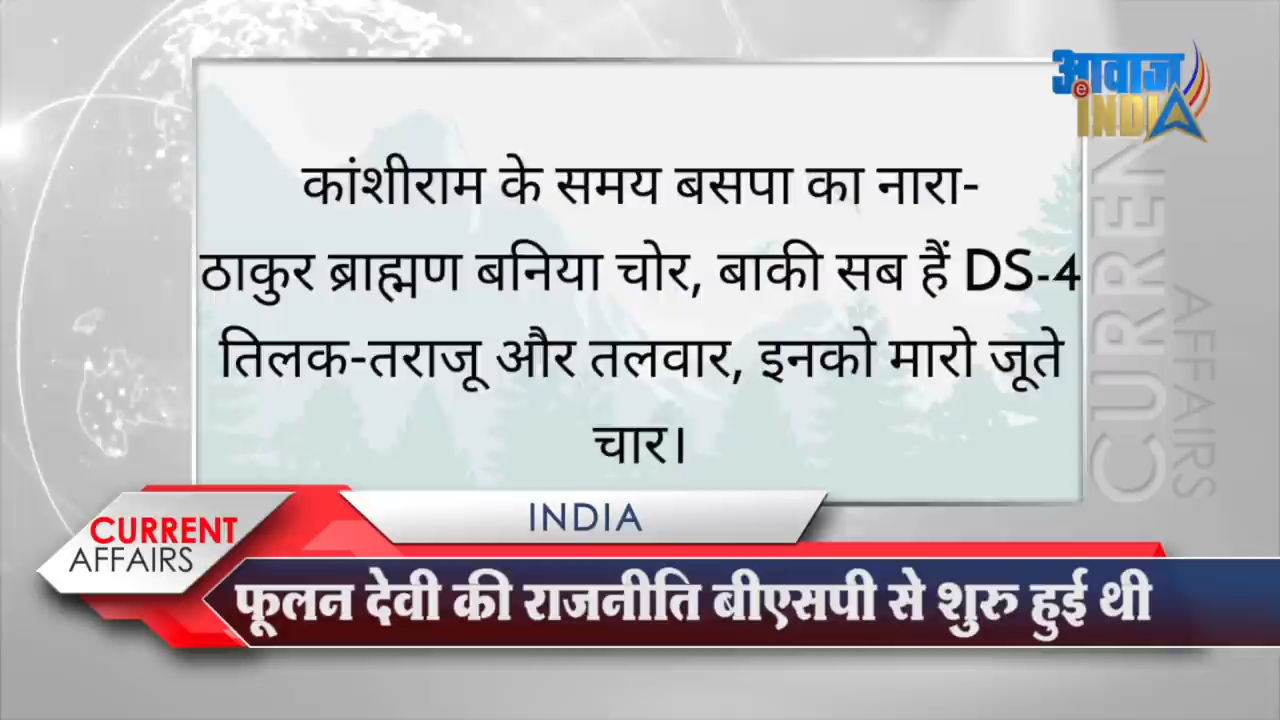 आवाज
e INDIA
CURRENT
AFFAIRS
कांशीराम के समय बसपा का नारा-
ठाकुर ब्राह्मण बनिया चोर, बाकी सब हैं DS-4
तिलक-तराजू और तलवार, इनको मारो जूते
चार।
INDIA
CURRENT
AFFAIRS
फूलन देवी की राजनीति बीएसपी से शुरु हुई थी